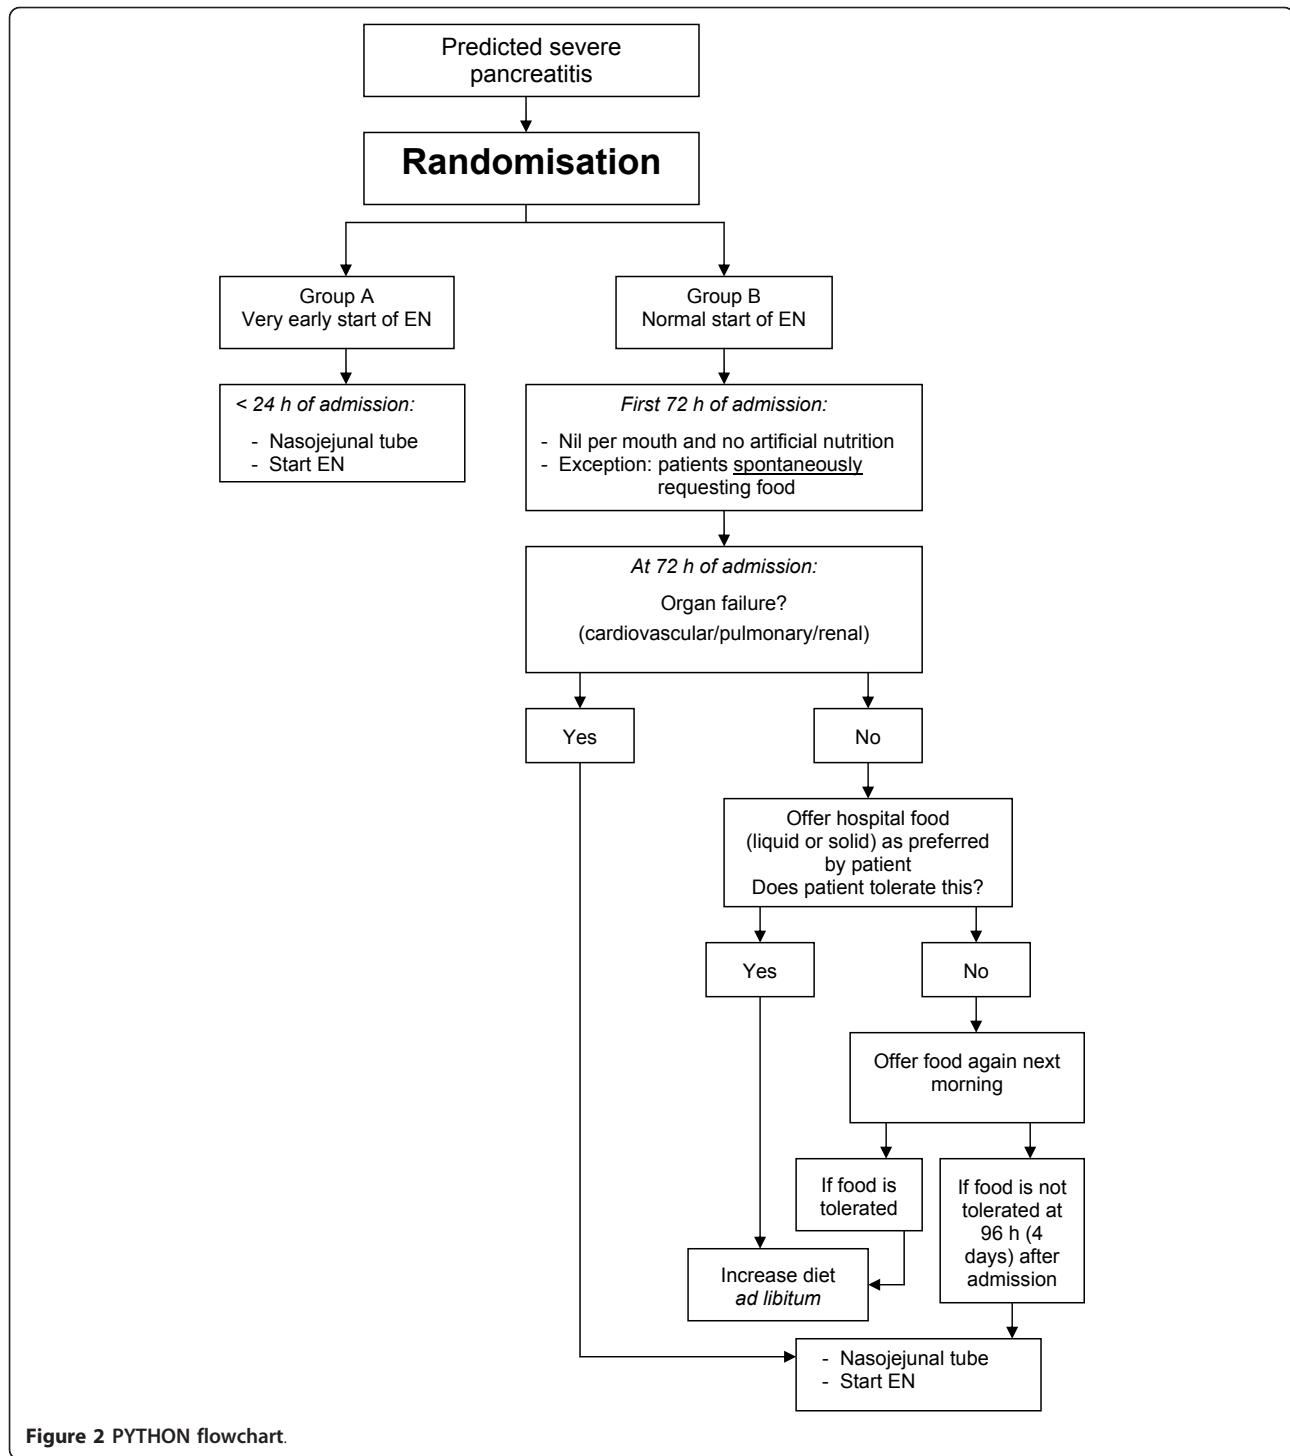 Predicted severe
pancreatitis
Randomisation
Group A
Very early start of EN
Group B
Normal start of EN
< 24 h of admission:
- Nasojejunal tube
- Start EN
First 72 h of admission:
- Nil per mouth and no artificial nutrition
- Exception: patients spontaneously
requesting food
At 72 h of admission:
Organ failure?
(cardiovascular/pulmonary/renal)
Yes
No
Offer hospital food
(liquid or solid) as preferred
by patient
Does patient tolerate this?
Yes
No
Offer food again next
morning
If food is
tolerated
If food is not
tolerated at
96 h (4
days) after
admission
Increase diet
ad libitum
- Nasojejunal tube
- Start EN
Figure 2 PYTHON flowchart.